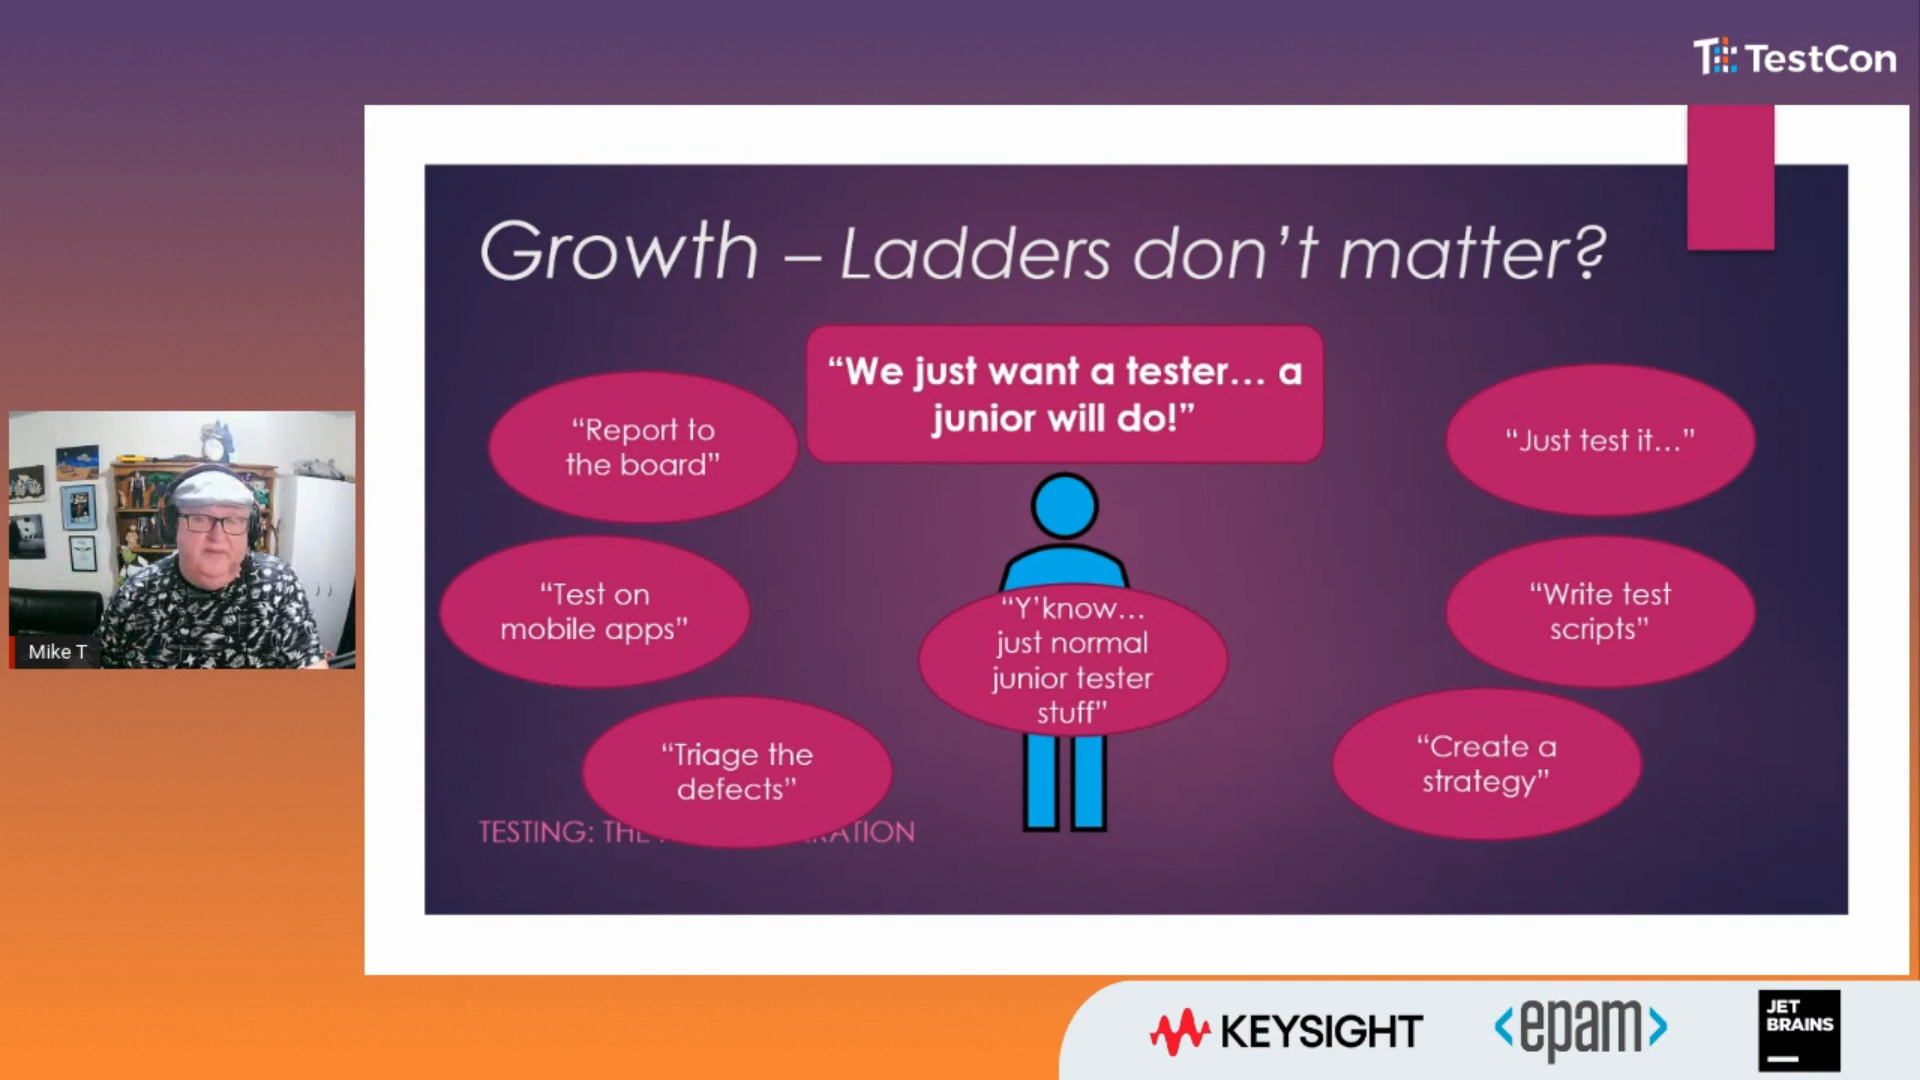 TestCon
Growth – Ladders don't matter?
“We just want a tester... a
junior will do!”
“Report to
the board”
“Just test it...”
“Test on
mobile apps”
“Y'know...
just normal
junior tester
stuff”
“Write test
scripts”
“Triage the
defects”
“Create a
strategy”
TESTING: THE
Mike T
KEYSIGHT
<epam>
JET
BRAINS